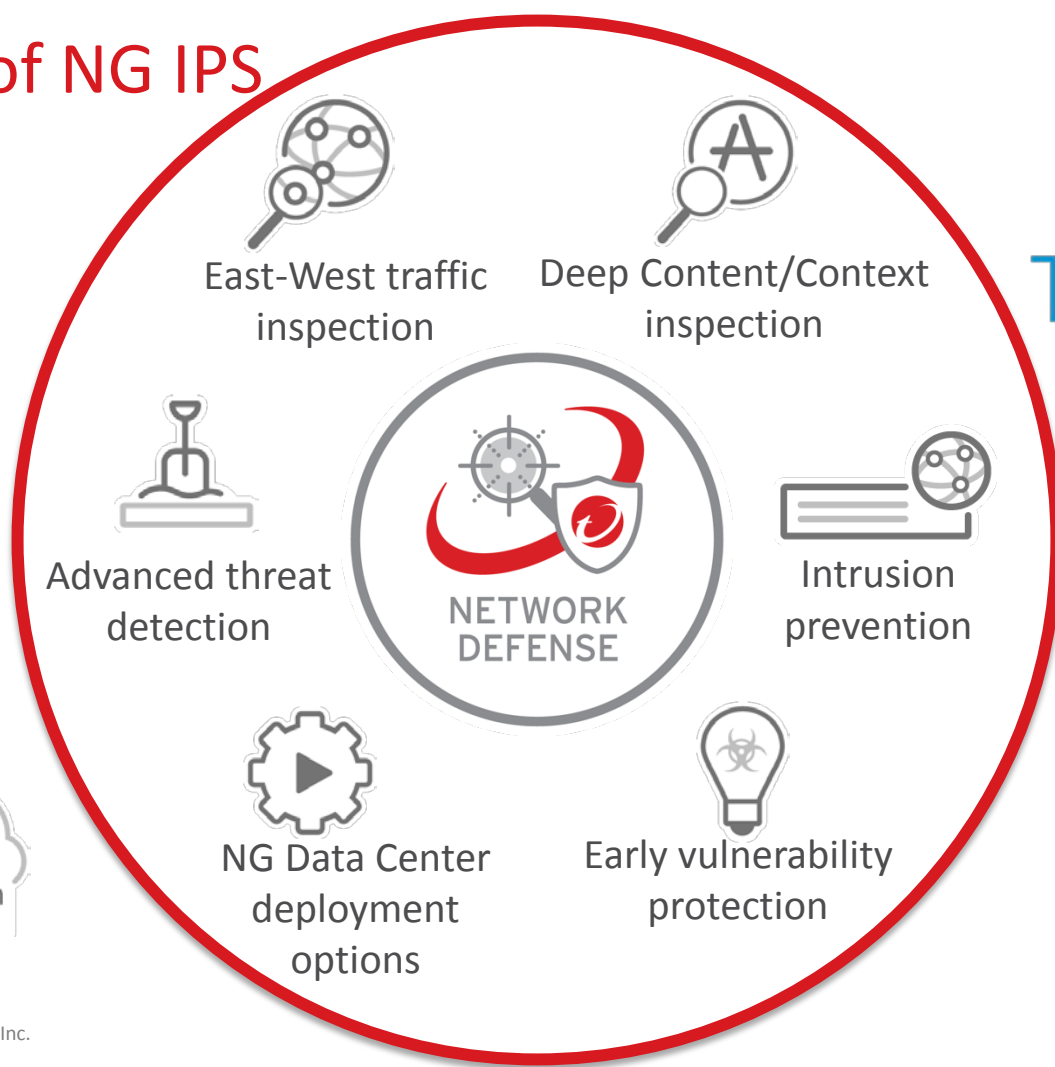 of NG IPS
East-West traffic
inspection
Deep Content/Context
inspection
Advanced threat
detection
NETWORK
DEFENSE
Intrusion
prevention
NG Data Center
deployment
options
Early vulnerability
protection
Inc.